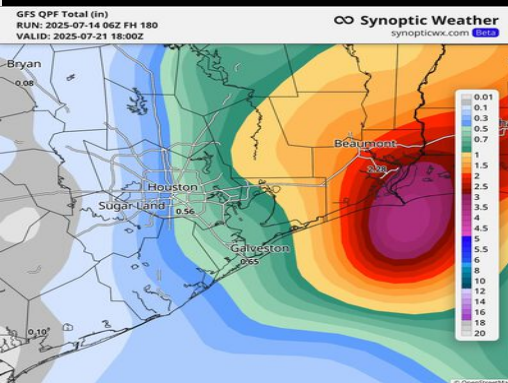 GFS QPF Total (in)
RUN: 2025-07-14 06Z FH 180
VALID: 2025-07-21 18:00Z
Synoptic Weather
synopticwx.com Beta
Bryan
0.08
Beaumont
2.28
Houston
Sugar Land
0.56
Galveston
0.65
0.10
0.01
0.1
0.3
0.5
0.7
1
1.5
2
2.5
3
3.5
4
4.5
5
5.5
6
8
10
12
14
16
18
20